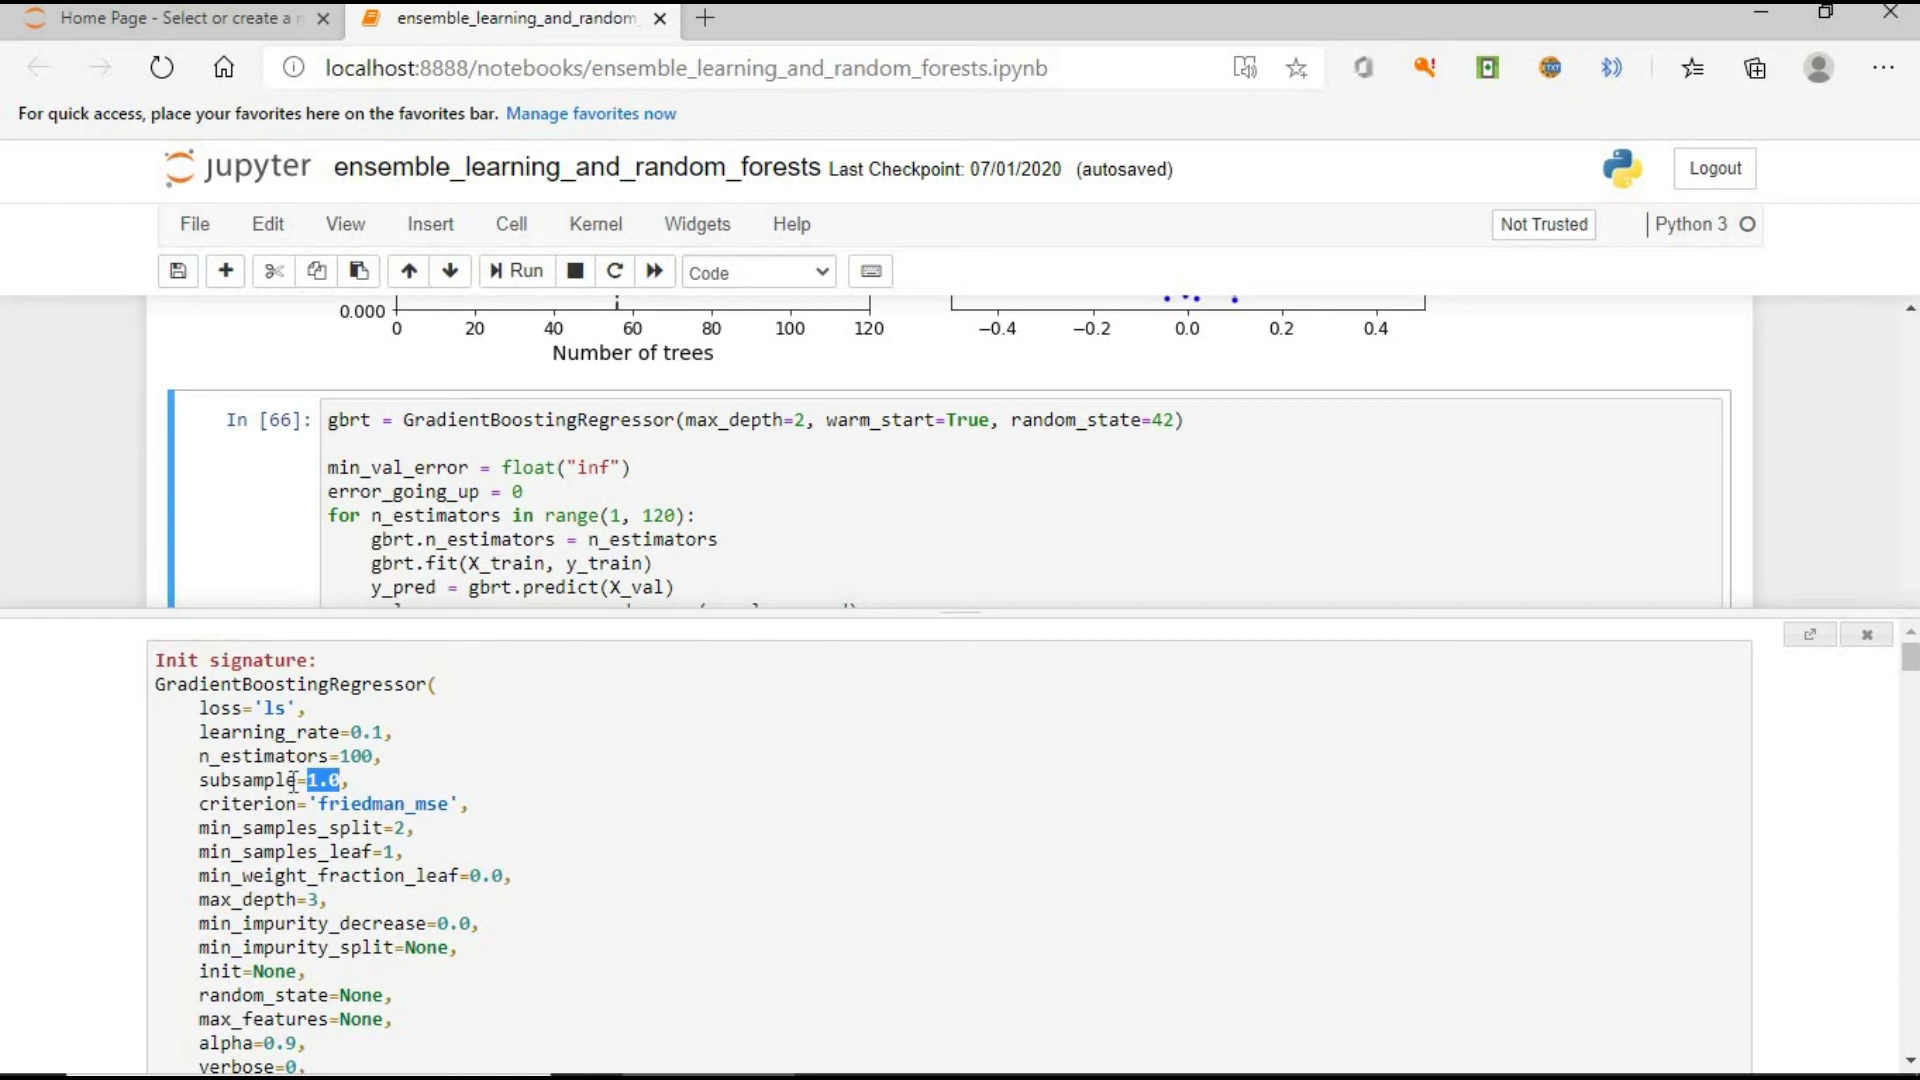 Home Page - Select or create a n
ensemble_learning_and_random_
localhost:8888/notebooks/ensemble_learning_and_random_forests.ipynb
For quick access, place your favorites here on the favorites bar. Manage favorites now
jupyter ensemble_learning_and_random_forests Last Checkpoint: 07/01/2020 (autosaved)
Logout
File Edit View Insert Cell Kernel Widgets Help
Not Trusted
Python 3
Run
Code
0.000
0 20 40 60 80 100 120
Number of trees
−0.4 −0.2 0.0 0.2 0.4
In [66]:
gbrt = GradientBoostingRegressor(max_depth=2, warm_start=True, random_state=42)
min_val_error = float("inf")
error_going_up = 0
for n_estimators in range(1, 120):
    gbrt.n_estimators = n_estimators
    gbrt.fit(X_train, y_train)
    y_pred = gbrt.predict(X_val)
Init signature:
GradientBoostingRegressor(
    loss='ls',
    learning_rate=0.1,
    n_estimators=100,
    subsample=1.0,
    criterion='friedman_mse',
    min_samples_split=2,
    min_samples_leaf=1,
    min_weight_fraction_leaf=0.0,
    max_depth=3,
    min_impurity_decrease=0.0,
    min_impurity_split=None,
    init=None,
    random_state=None,
    max_features=None,
    alpha=0.9,
    verbose=0,